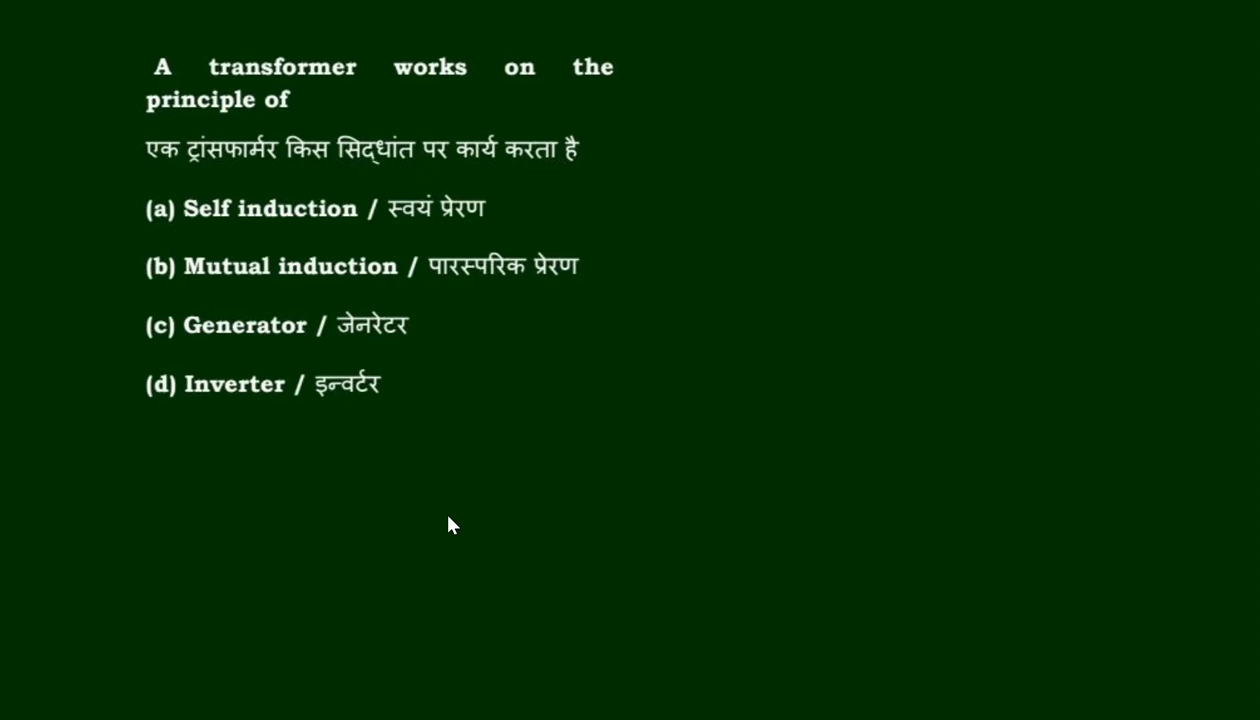 A transformer works on the
principle of
एक ट्रांसफार्मर किस सिद्धांत पर कार्य करता है
(a) Self induction / स्वयं प्रेरण
(b) Mutual induction / पारस्परिक प्रेरण
(c) Generator / जेनरेटर
(d) Inverter / इन्वर्टर